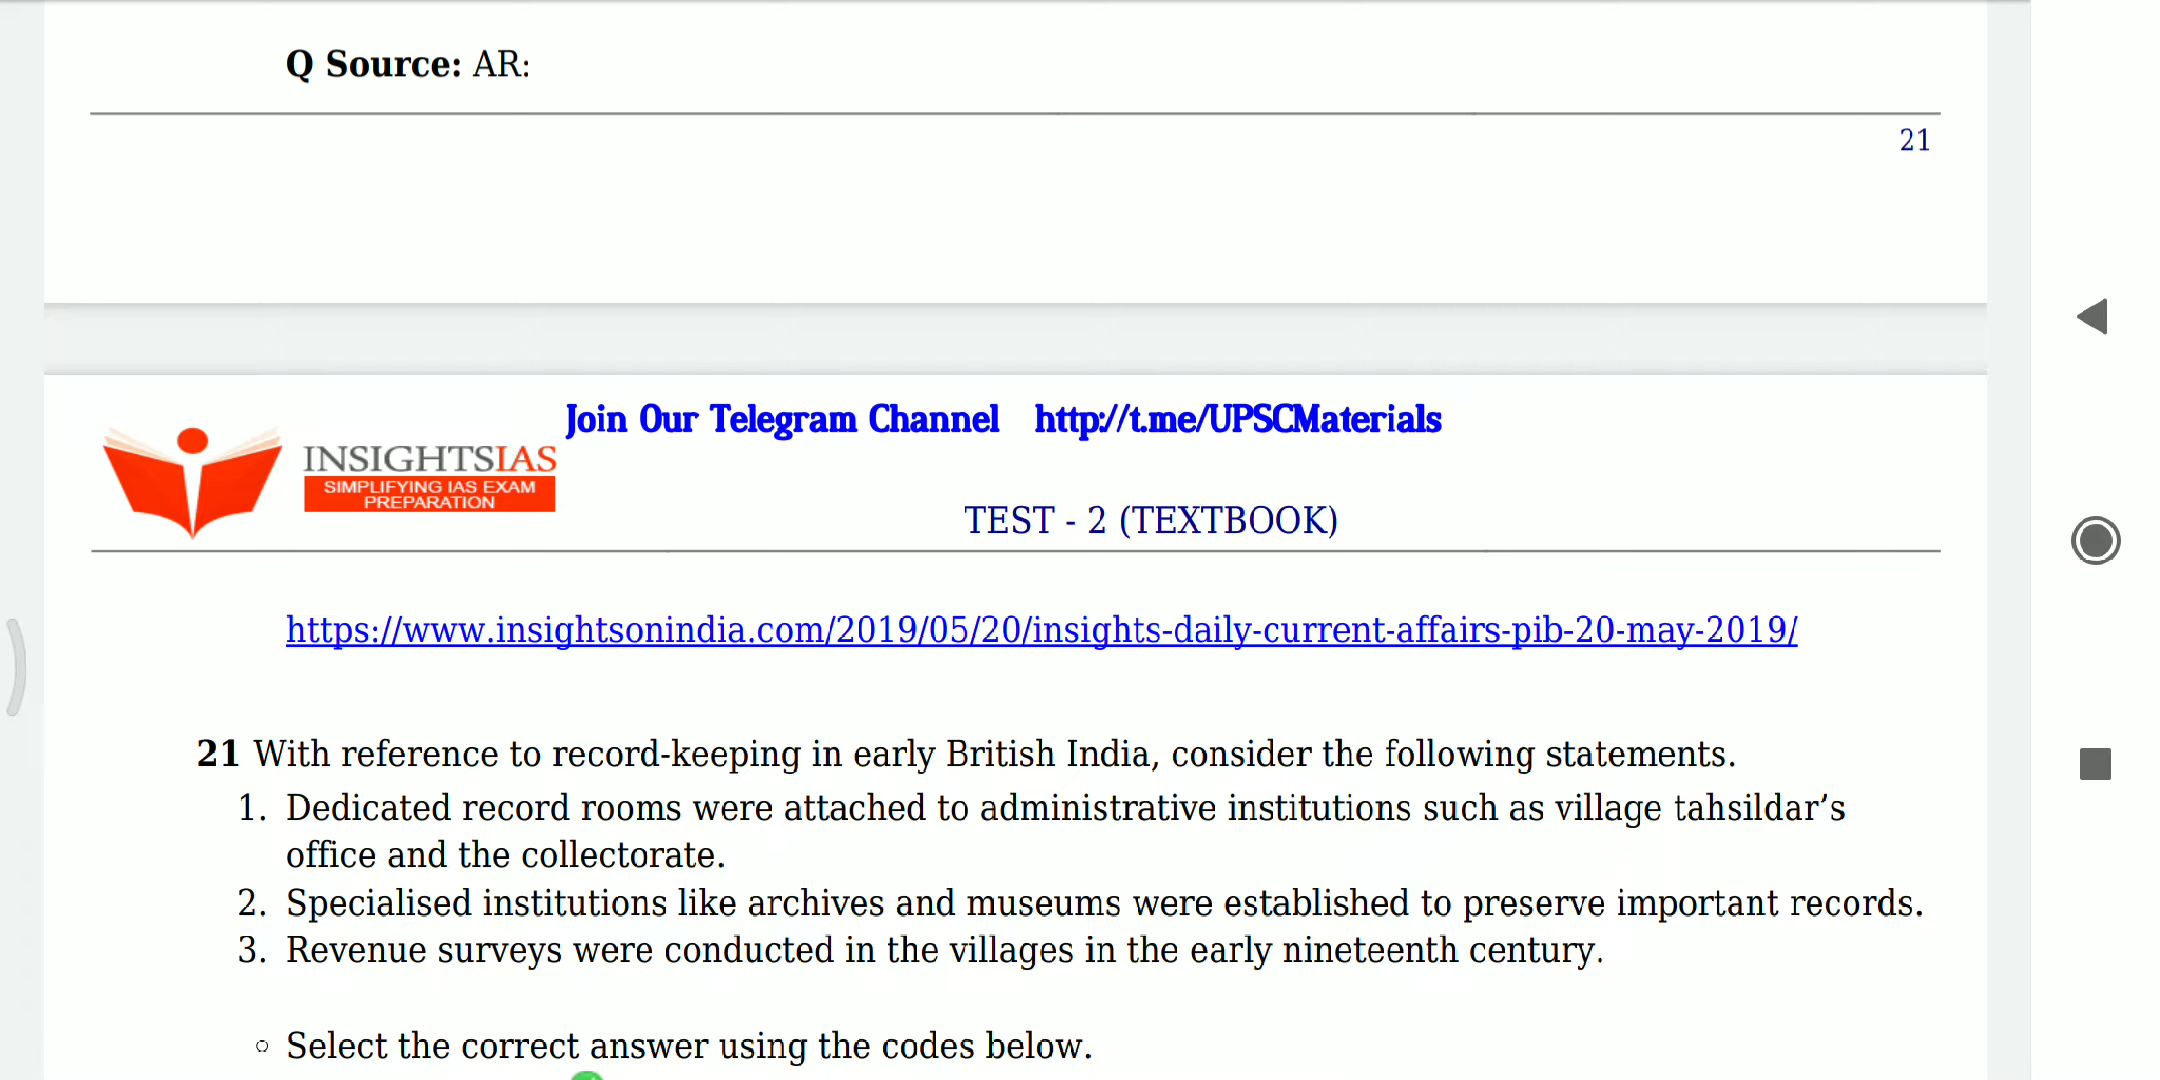 Q Source: AR:
21
Join Our Telegram Channel http://t.me/UPSCMaterials
INSIGHTSIAS
SIMPLIFYING IAS EXAM
PREPARATION
TEST - 2 (TEXTBOOK)
https://www.insightsonindia.com/2019/05/20/insights-daily-current-affairs-pib-20-may-2019/
21 With reference to record-keeping in early British India, consider the following statements.
1. Dedicated record rooms were attached to administrative institutions such as village tahsildar’s
office and the collectorate.
2. Specialised institutions like archives and museums were established to preserve important records.
3. Revenue surveys were conducted in the villages in the early nineteenth century.
Select the correct answer using the codes below.